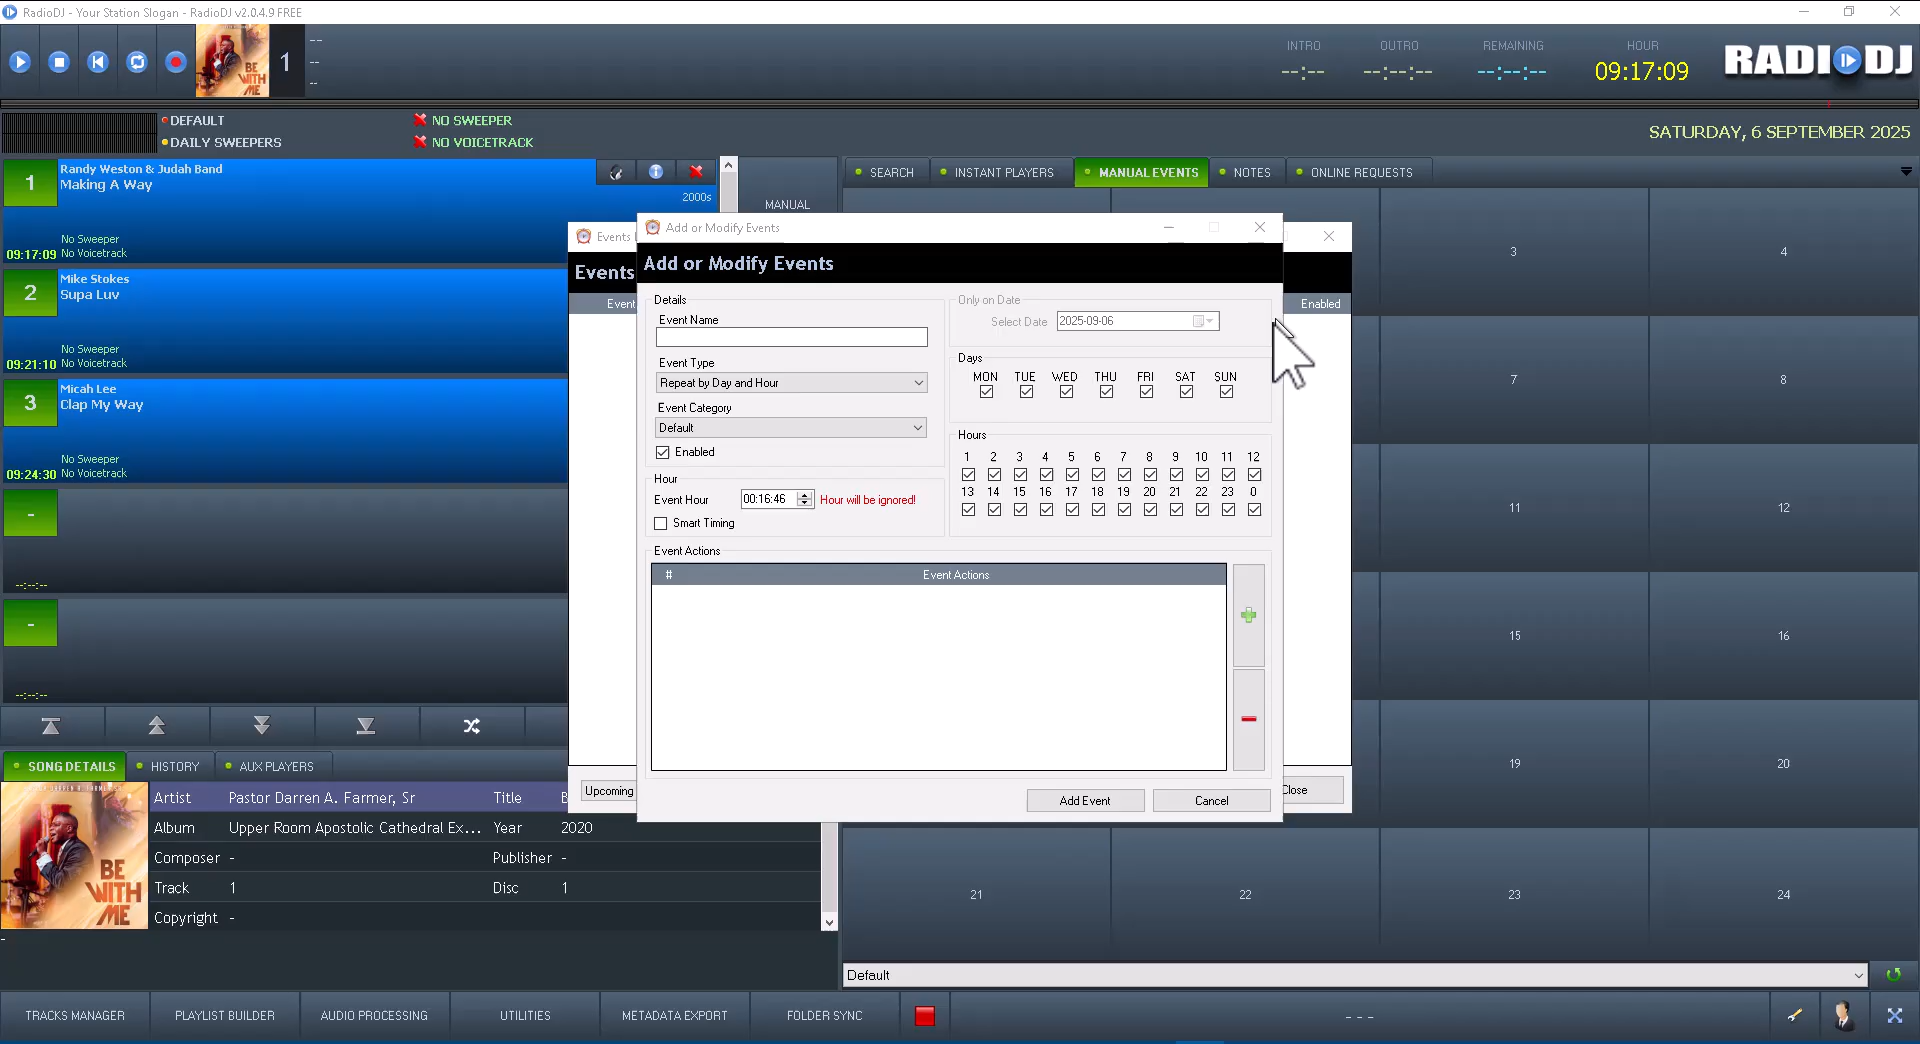 RadioDJ - Your Station Slogan - RadioDJ v2.0.4.9 FREE
BE
WITH
ME
1
--
--
--
INTRO
--:--
OUTRO
--:--:--
REMAINING
--:--:--
HOUR
09:17:09
RADIODJ
DEFAULT
DAILY SWEEPERS
NO SWEEPER
NO VOICETRACK
SATURDAY, 6 SEPTEMBER 2025
1
Randy Weston & Judah Band
Making A Way
2000s
No Sweeper
09:17:09 No Voicetrack
2
Mike Stokes
Supa Luv
No Sweeper
09:21:10 No Voicetrack
3
Micah Lee
Clap My Way
No Sweeper
09:24:30 No Voicetrack
-
--:--:--
-
--:--:--
MANUAL
SEARCH
INSTANT PLAYERS
MANUAL EVENTS
NOTES
ONLINE REQUESTS
3
4
7
8
11
12
15
16
19
20
21
22
23
24
Events
Events
Event
Enabled
Upcoming
Close
Add or Modify Events
Add or Modify Events
Details
Event Name
Event Type
Repeat by Day and Hour
Event Category
Default
Enabled
Hour
Event Hour 00:16:46 Hour will be ignored!
Smart Timing
Only on Date
Select Date 2025-09-06
Days
MON TUE WED THU FRI SAT SUN
Hours
1 2 3 4 5 6 7 8 9 10 11 12
13 14 15 16 17 18 19 20 21 22 23 0
Event Actions
# Event Actions
Add Event
Cancel
SONG DETAILS
HISTORY
AUX PLAYERS
BE
WITH
ME
Artist Pastor Darren A. Farmer, Sr Title B
Album Upper Room Apostolic Cathedral Ex... Year 2020
Composer - Publisher -
Track 1 Disc 1
Copyright -
-
Default
TRACKS MANAGER
PLAYLIST BUILDER
AUDIO PROCESSING
UTILITIES
METADATA EXPORT
FOLDER SYNC
- - -